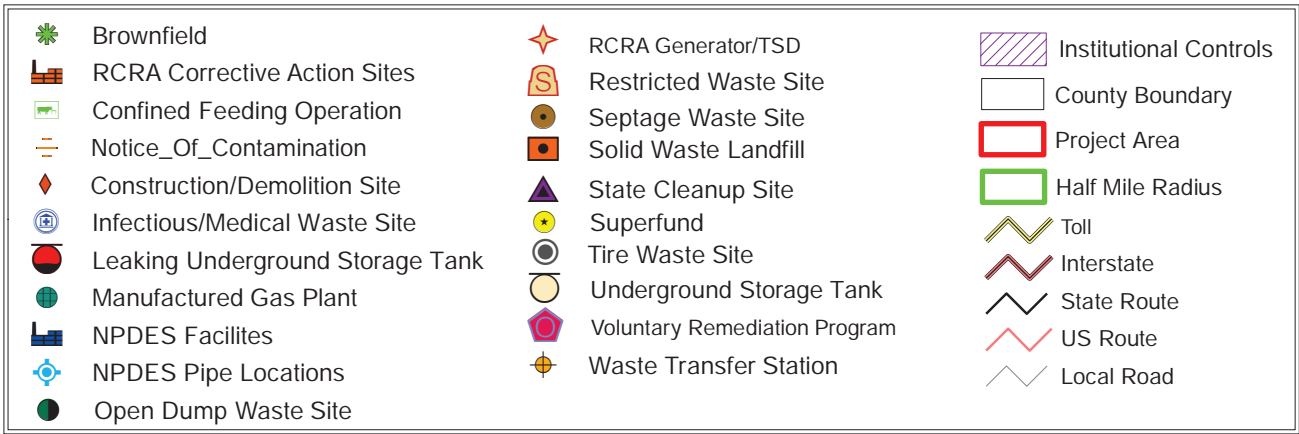 Brownfield
RCRA Corrective Action Sites
Confined Feeding Operation
Notice_Of_Contamination
Construction/Demolition Site
Infectious/Medical Waste Site
Leaking Underground Storage Tank
Manufactured Gas Plant
NPDES Facilites
NPDES Pipe Locations
Open Dump Waste Site
RCRA Generator/TSD
Restricted Waste Site
Septage Waste Site
Solid Waste Landfill
State Cleanup Site
Superfund
Tire Waste Site
Underground Storage Tank
Voluntary Remediation Program
Waste Transfer Station
Institutional Controls
County Boundary
Project Area
Half Mile Radius
Toll
Interstate
State Route
US Route
Local Road